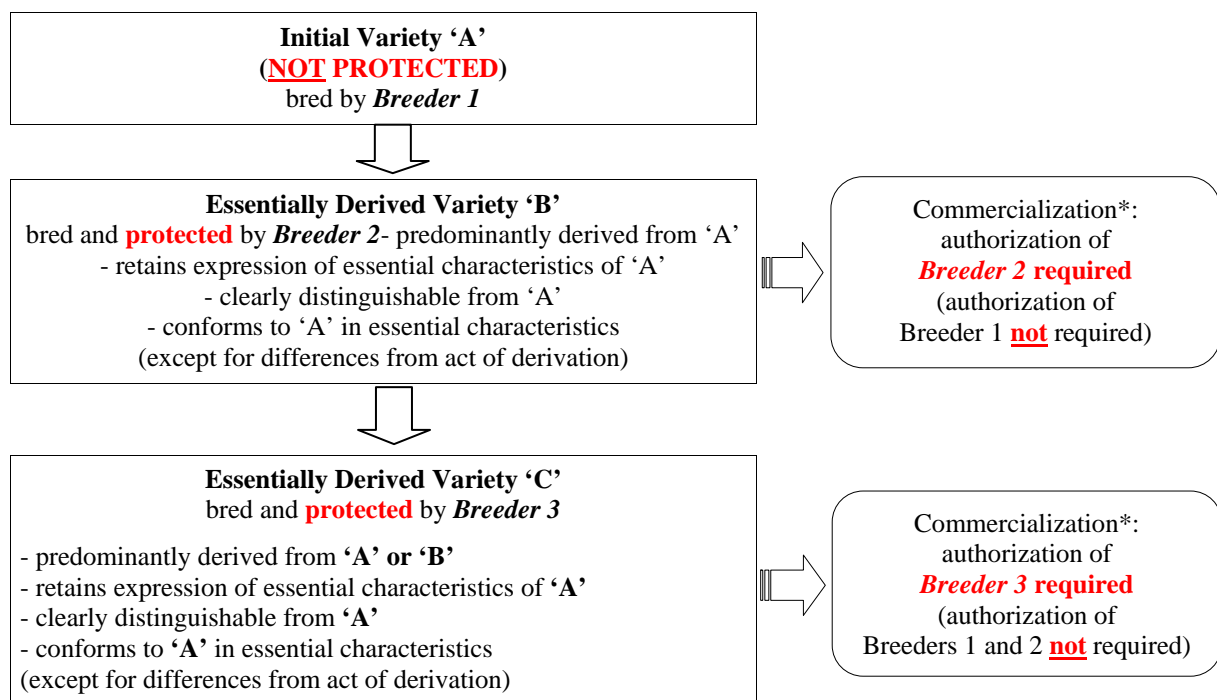 Initial Variety ‘A’
(NOT PROTECTED)
bred by Breeder 1
Essentially Derived Variety ‘B’
bred and protected by Breeder 2- predominantly derived from ‘A’
- retains expression of essential characteristics of ‘A’
- clearly distinguishable from ‘A’
- conforms to ‘A’ in essential characteristics
(except for differences from act of derivation)
Commercialization*:
authorization of
Breeder 2 required
(authorization of
Breeder 1 not required)
Essentially Derived Variety ‘C’
bred and protected by Breeder 3
- predominantly derived from ‘A’ or ‘B’
- retains expression of essential characteristics of ‘A’
- clearly distinguishable from ‘A’
- conforms to ‘A’ in essential characteristics
(except for differences from act of derivation)
Commercialization*:
authorization of
Breeder 3 required
(authorization of
Breeders 1 and 2 not required)